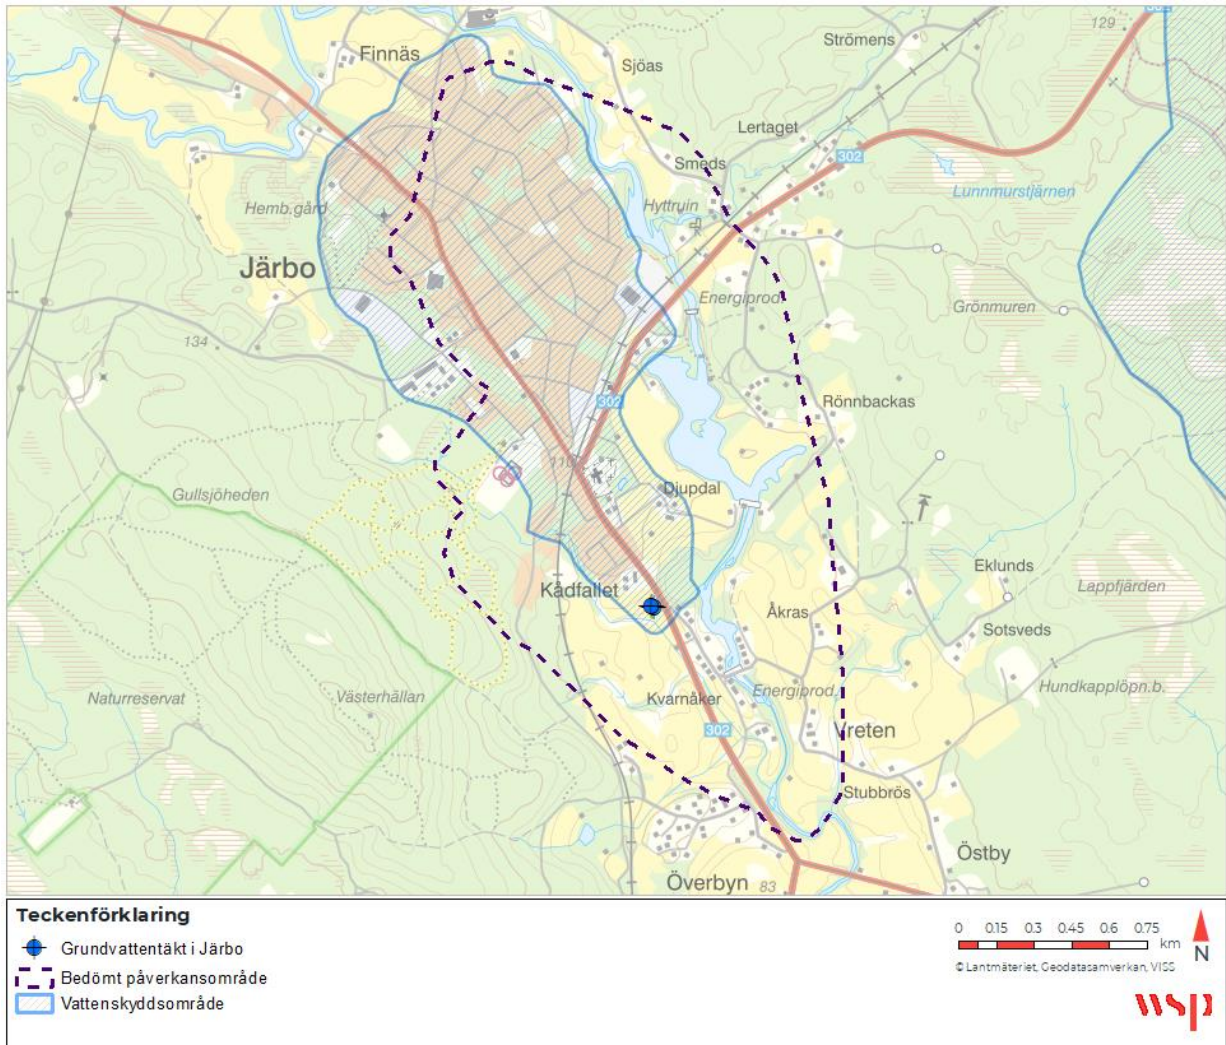 302
129
Strömens
Finnäs
Sjöas
Lertaget
302
Smeds
Lunnmurstjärnen
Hemb.gård
Hyttruin
Järbo
Energiprod.
Grönmuren
134
Rönnbackas
302
110
Djupdal
Gullsjöheden
Eklunds
Lappfjärden
Kådfallet
Åkras
Sotsveds
Naturreservat
Västerhällan
Kvarnåker
Energiprod.
Hundkapplöpn.b.
302
Vreten
Stubbrös
Östby
Överbyn
83
Teckenförklaring
Grundvattentäkt i Järbo
Bedömt påverkansområde
Vattenskyddsområde
0 0.15 0.3 0.45 0.6 0.75
km
N
© Lantmäteriet, Geodatasamverkan, VISS
wsp